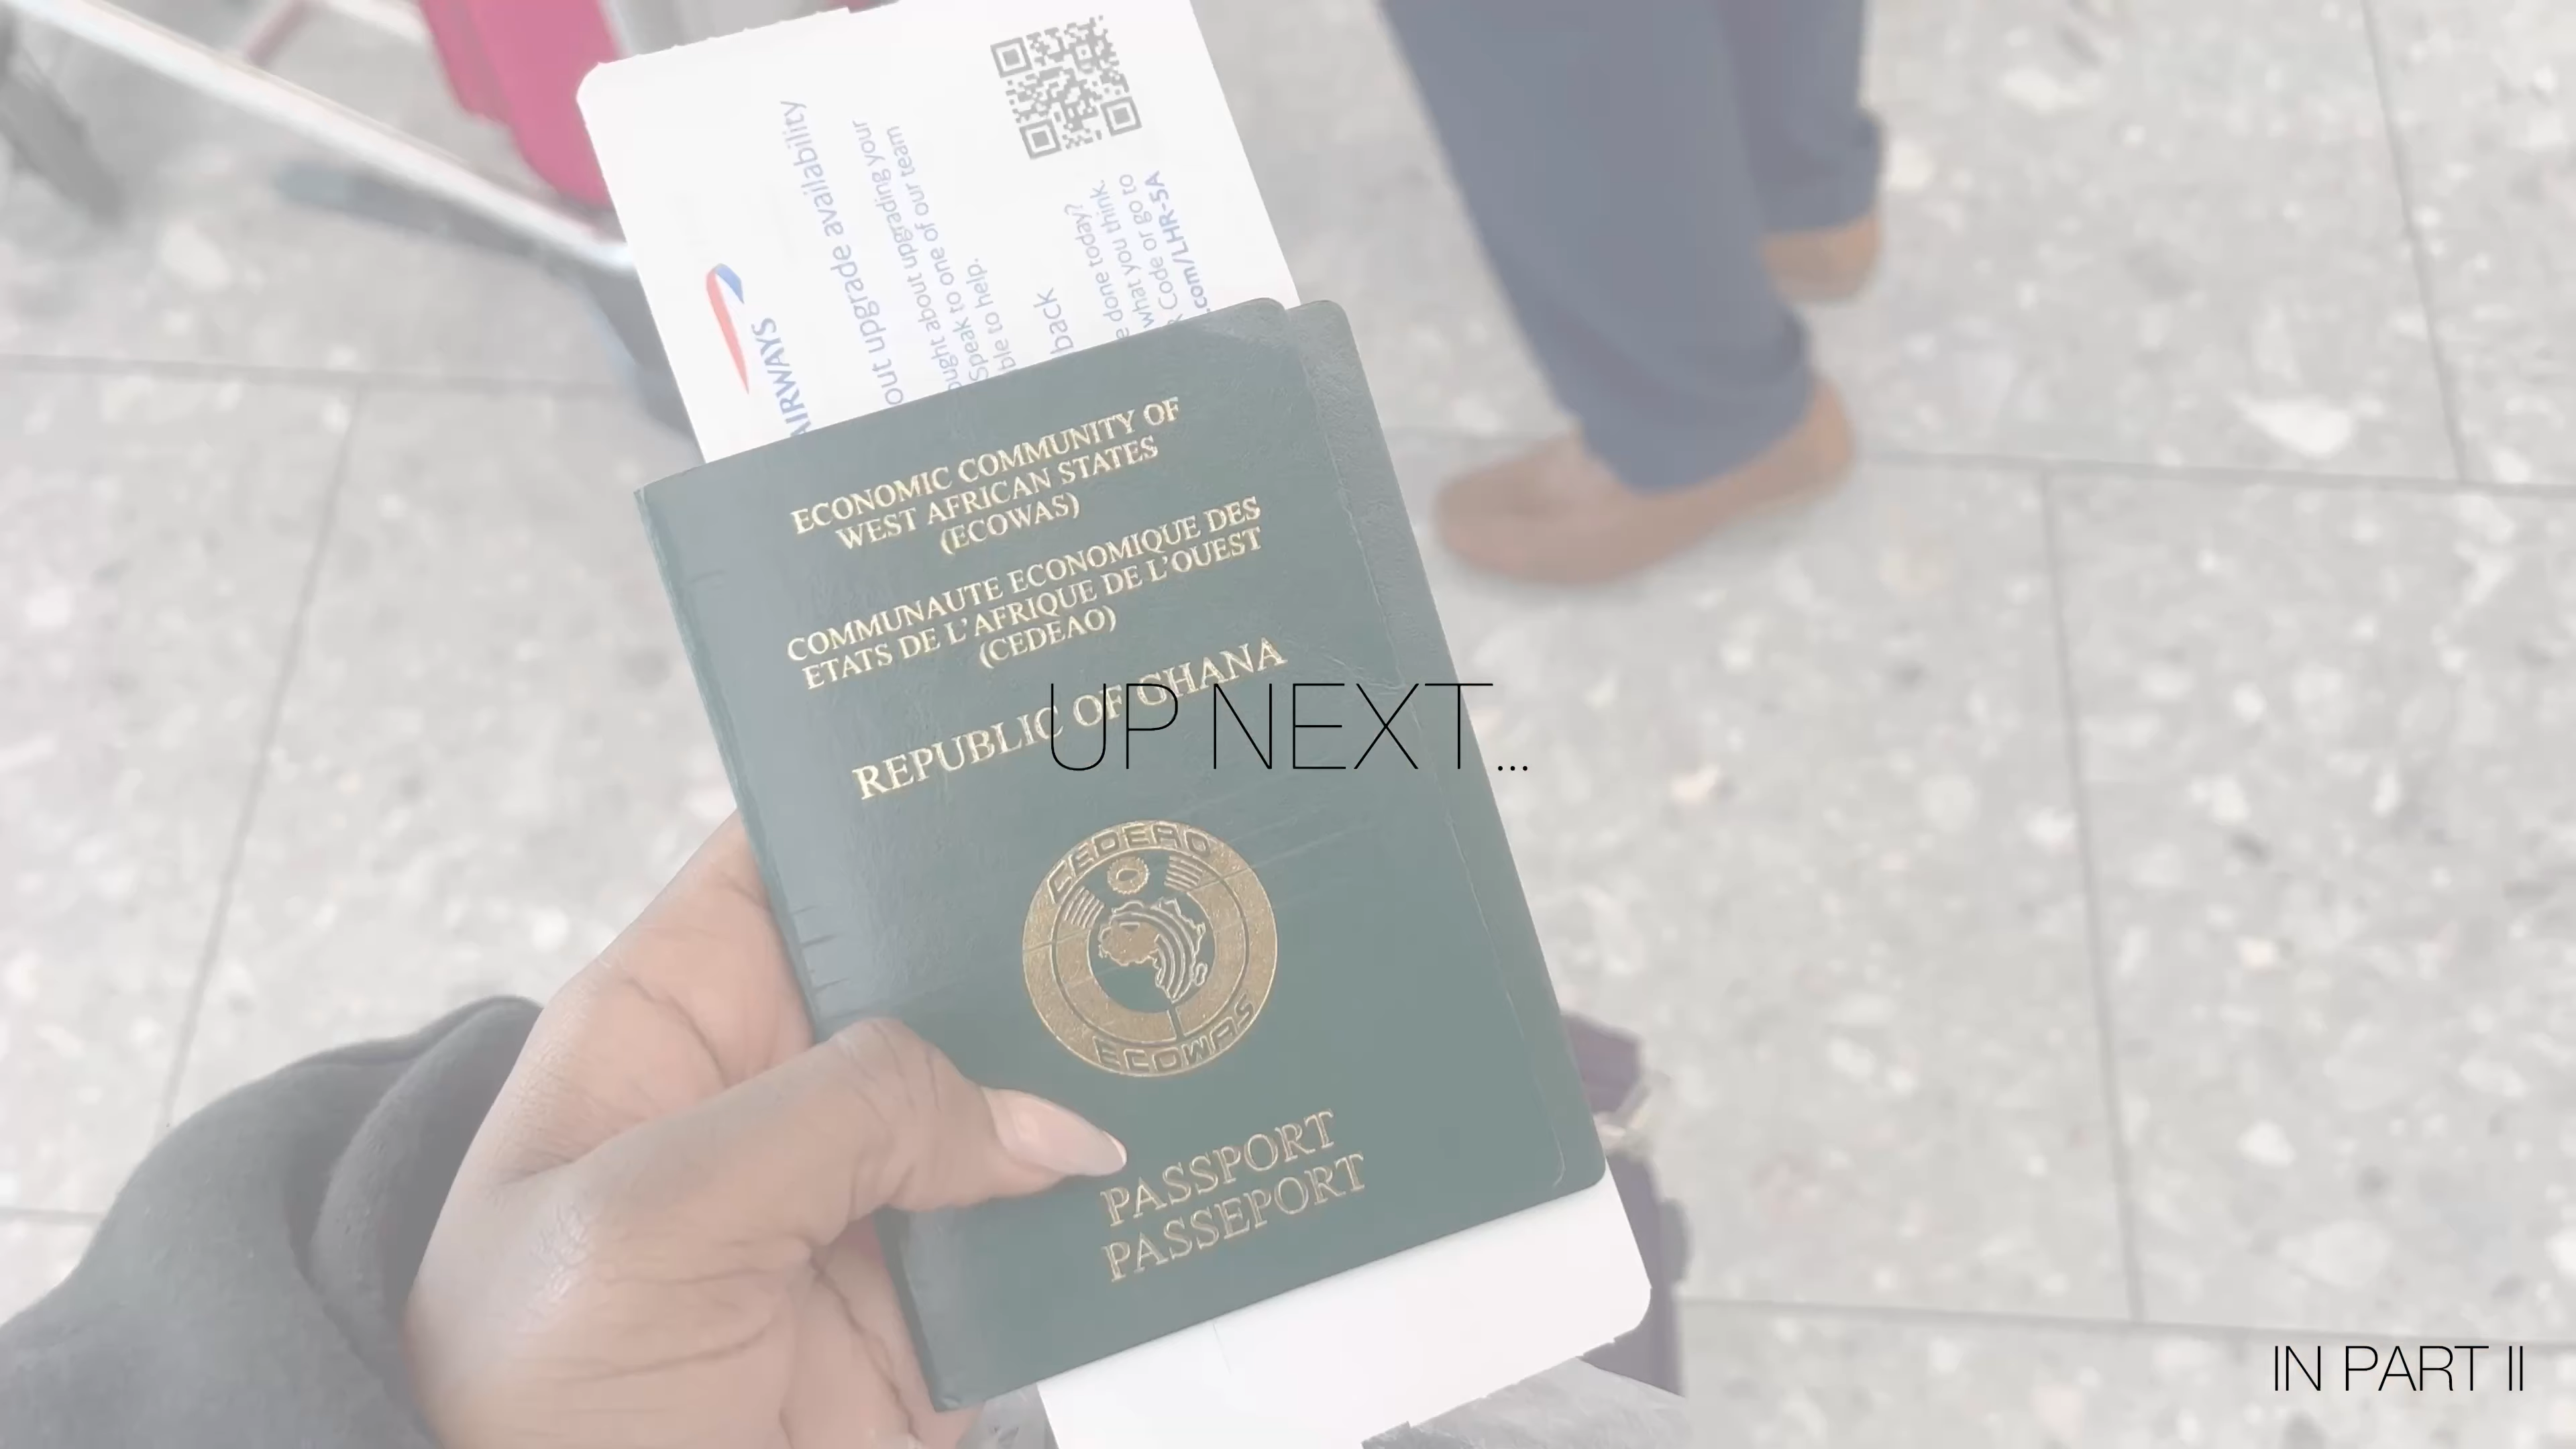 AIRWAYS
out upgrade availability
ought about upgrading your
Speak to one of our team
ble to help.
back
e done today?
what you think.
Code or go to
.com/LHR-5A
ECONOMIC COMMUNITY OF
WEST AFRICAN STATES
(ECOWAS)
COMMUNAUTE ECONOMIQUE DES
ETATS DE L'AFRIQUE DE L'OUEST
(CEDEAO)
REPUBLIC OF GHANA
UP NEXT...
CEDEAO
ECOWAS
PASSPORT
PASSEPORT
IN PART II